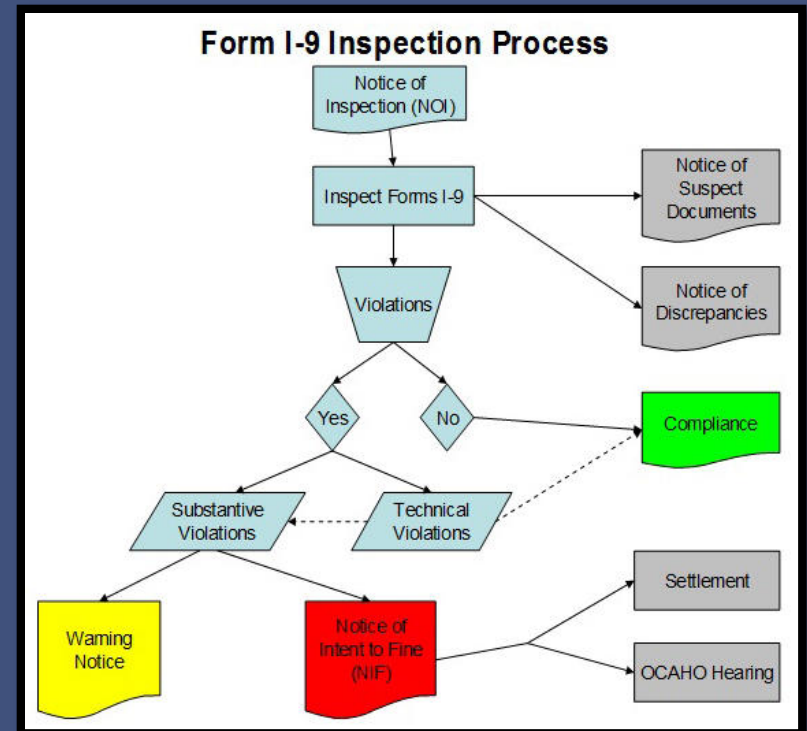 Form I-9 Inspection Process
Notice of
Inspection (NOI)
Inspect Forms I-9
Notice of
Suspect
Documents
Notice of
Discrepancies
Violations
Yes
No
Compliance
Substantive
Violations
Technical
Violations
Warning
Notice
Notice of
Intent to Fine
(NIF)
Settlement
OCAHO Hearing